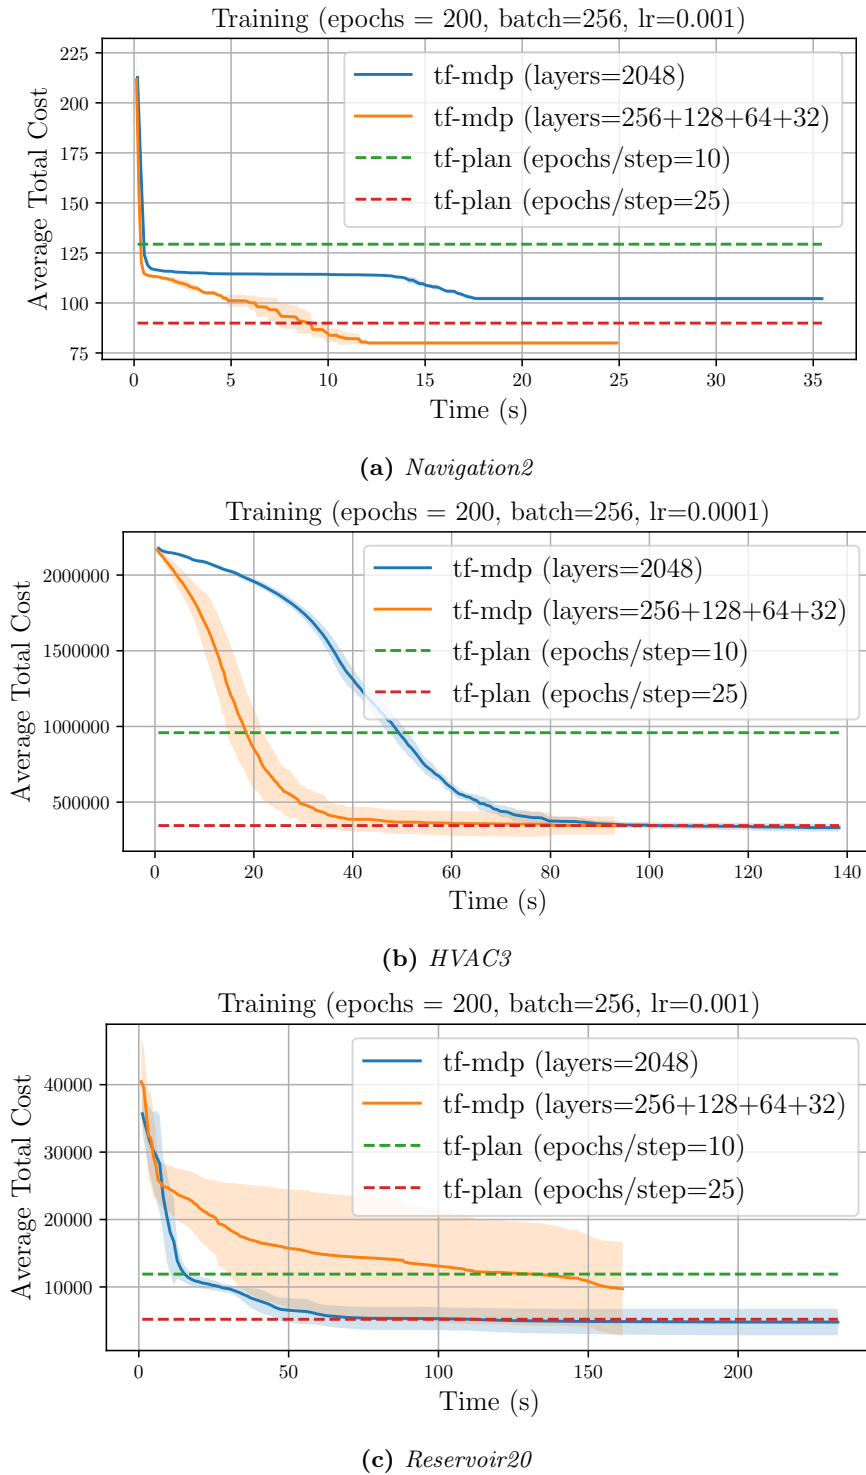 Training (epochs = 200, batch=256, lr=0.001)
225
200
175
150
125
100
75
Average Total Cost
tf-mdp (layers=2048)
tf-mdp (layers=256+128+64+32)
tf-plan (epochs/step=10)
tf-plan (epochs/step=25)
0 5 10 15 20 25 30 35
Time (s)
(a) Navigation2
Training (epochs = 200, batch=256, lr=0.0001)
2000000
1500000
1000000
500000
Average Total Cost
tf-mdp (layers=2048)
tf-mdp (layers=256+128+64+32)
tf-plan (epochs/step=10)
tf-plan (epochs/step=25)
0 20 40 60 80 100 120 140
Time (s)
(b) HVAC3
Training (epochs = 200, batch=256, lr=0.001)
40000
30000
20000
10000
Average Total Cost
tf-mdp (layers=2048)
tf-mdp (layers=256+128+64+32)
tf-plan (epochs/step=10)
tf-plan (epochs/step=25)
0 50 100 150 200
Time (s)
(c) Reservoir20